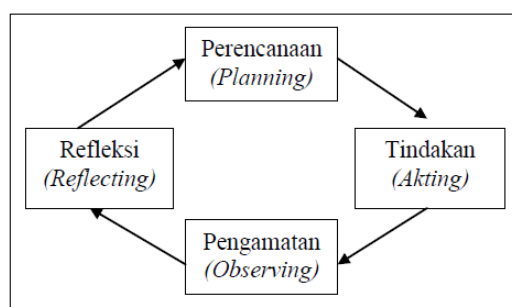 Perencanaan
(Planning)
Refleksi
(Reflecting)
Tindakan
(Akting)
Pengamatan
(Observing)